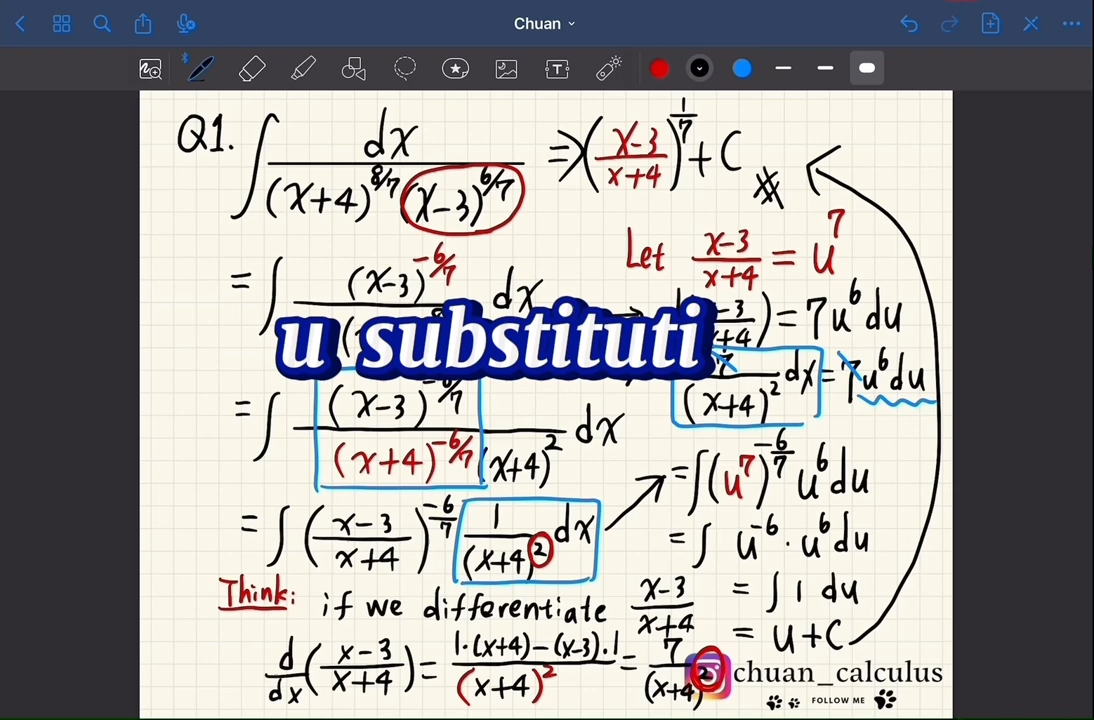 Chuan
Q1. ∫ dx / (x+4)^8/7 (x-3)^6/7 ⇒ ((x-3)/(x+4))^1/7 + C
Let (x-3)/(x+4) = u^7
= ∫ (x-3)^-6/7 dx
= 7u^6 du
u substituti
7/(x+4)^2 dx = 7u^6 du
= ∫ (x-3)^-6/7 / (x+4)^-6/7 (x+4)^2 dx
= ∫ (u^7)^-6/7 u^6 du
= ∫ ((x-3)/(x+4))^-6/7 1/(x+4)^2 dx
= ∫ u^-6 · u^6 du
Think: if we differentiate (x-3)/(x+4)
= ∫ 1 du
= u + C
d/dx ((x-3)/(x+4)) = (1·(x+4)-(x-3)·1)/(x+4)^2 = 7/(x+4)^2
chuan_calculus
FOLLOW ME